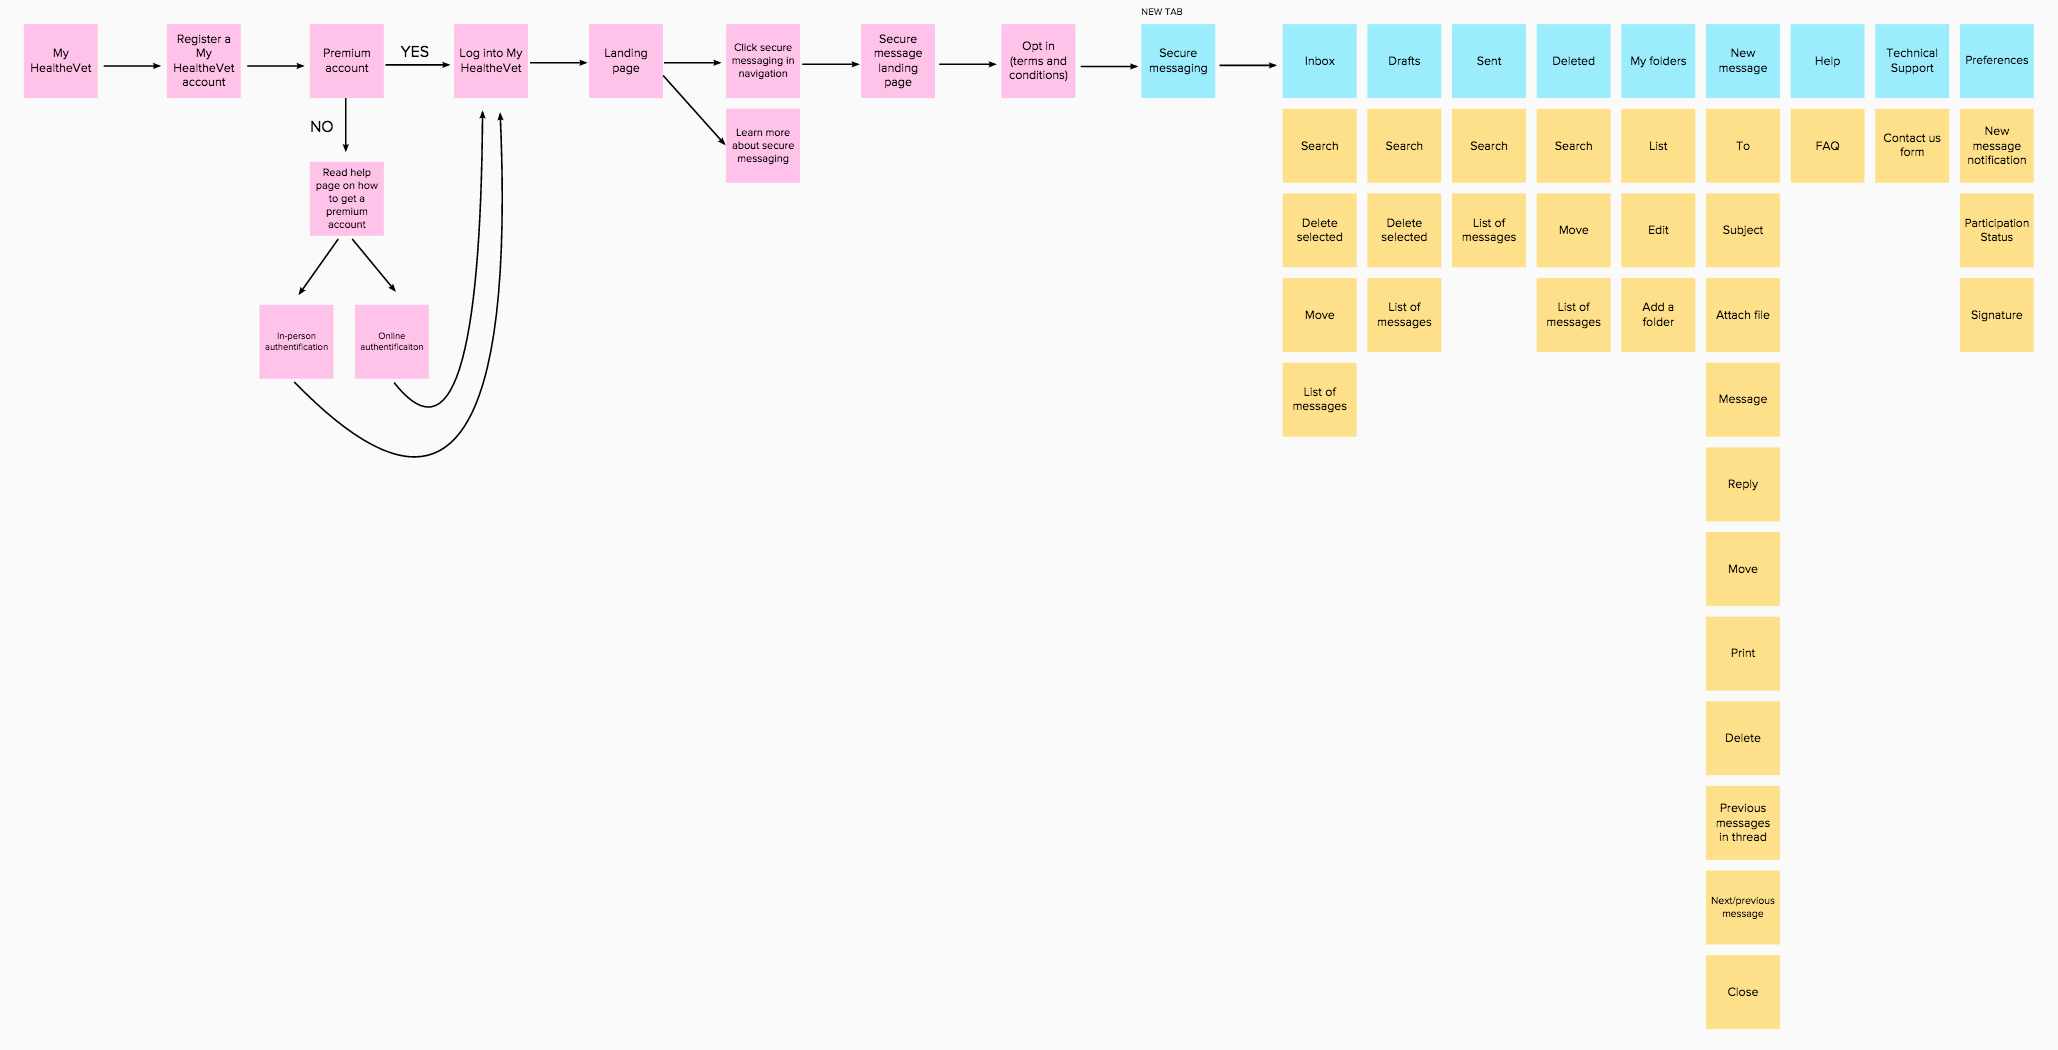 NEW TAB
My
HealtheVet
Register a
My
HealtheVet
account
Premium
account
YES
Log into My
HealtheVet
Landing
page
Click secure
messaging in
navigation
Secure
message
landing
page
Opt in
(terms and
conditions)
Secure
messaging
Inbox
Drafts
Sent
Deleted
My folders
New
message
Help
Technical
Support
Preferences
NO
Learn more
about secure
messaging
Read help
page on how
to get a
premium
account
In-person
authentification
Online
authentificaiton
Search
Search
Search
Search
List
To
FAQ
Contact us
form
New
message
notification
Delete
selected
Delete
selected
List of
messages
Move
Edit
Subject
Participation
Status
Move
List of
messages
List of
messages
Add a
folder
Attach file
Signature
List of
messages
Message
Reply
Move
Print
Delete
Previous
messages
in thread
Next/previous
message
Close